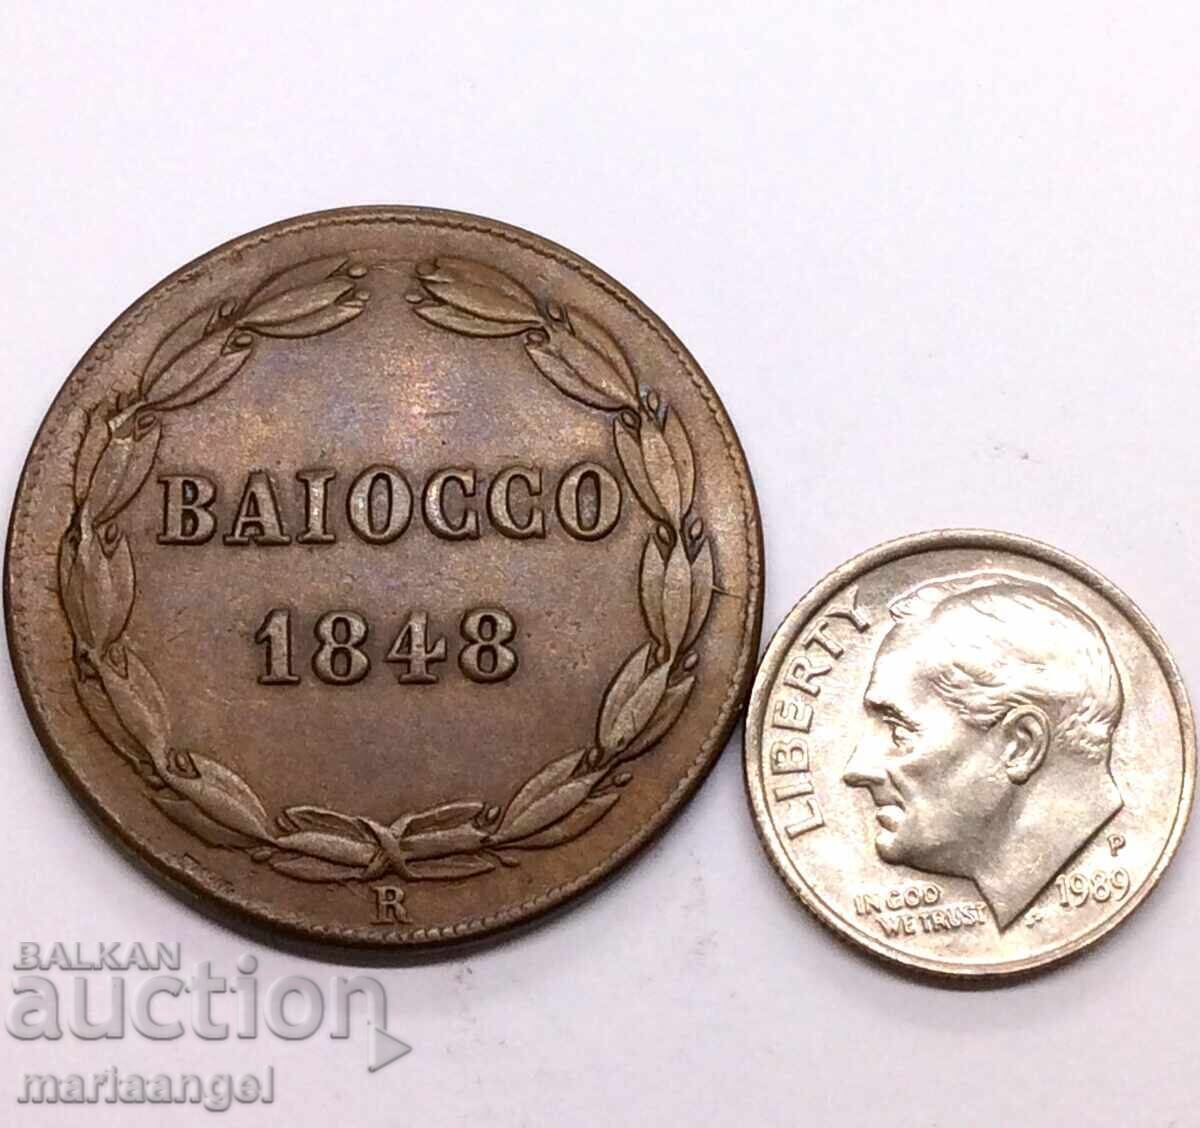 BAIOCCO
1848
R
LIBERTY
IN GOD
WE TRUST
P
1989
BALKAN
auction
mariaangel